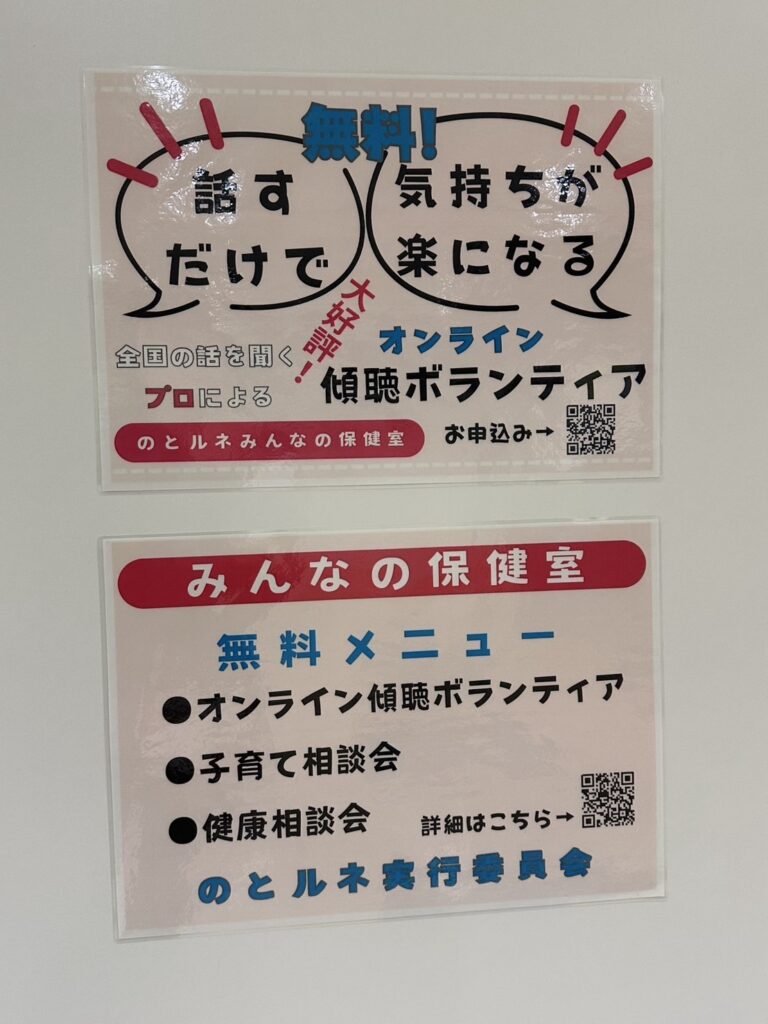 無料!
話す
だけで
気持ちが
楽になる
大好評！
全国の話を聞く
プロによる
オンライン
傾聴ボランティア
のとルネみんなの保健室
お申込み→
みんなの保健室
無料メニュー
●オンライン傾聴ボランティア
●子育て相談会
●健康相談会
詳細はこちら→
のとルネ実行委員会